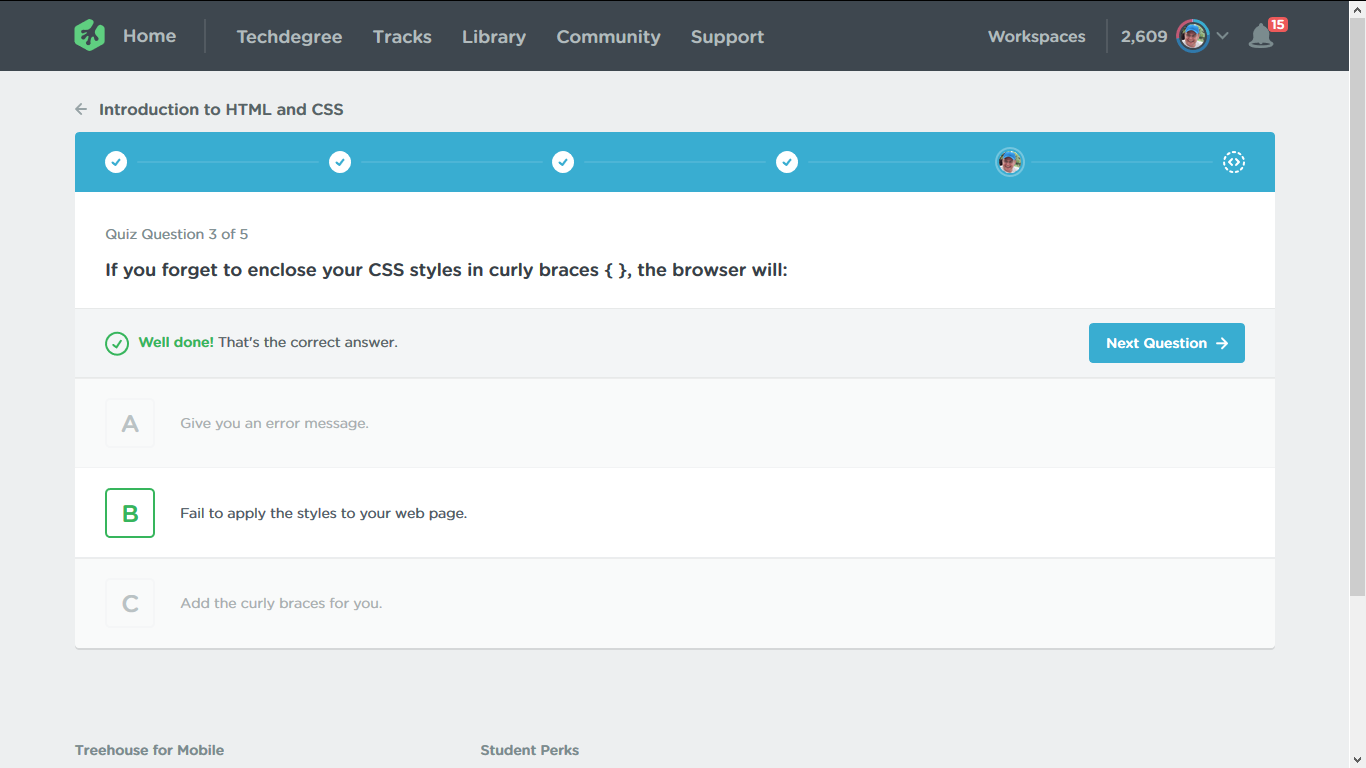 Home Techdegree Tracks Library Community Support Workspaces 2,609 15
Introduction to HTML and CSS
Quiz Question 3 of 5
If you forget to enclose your CSS styles in curly braces { }, the browser will:
Well done! That's the correct answer. Next Question
A Give you an error message.
B Fail to apply the styles to your web page.
C Add the curly braces for you.
Treehouse for Mobile Student Perks